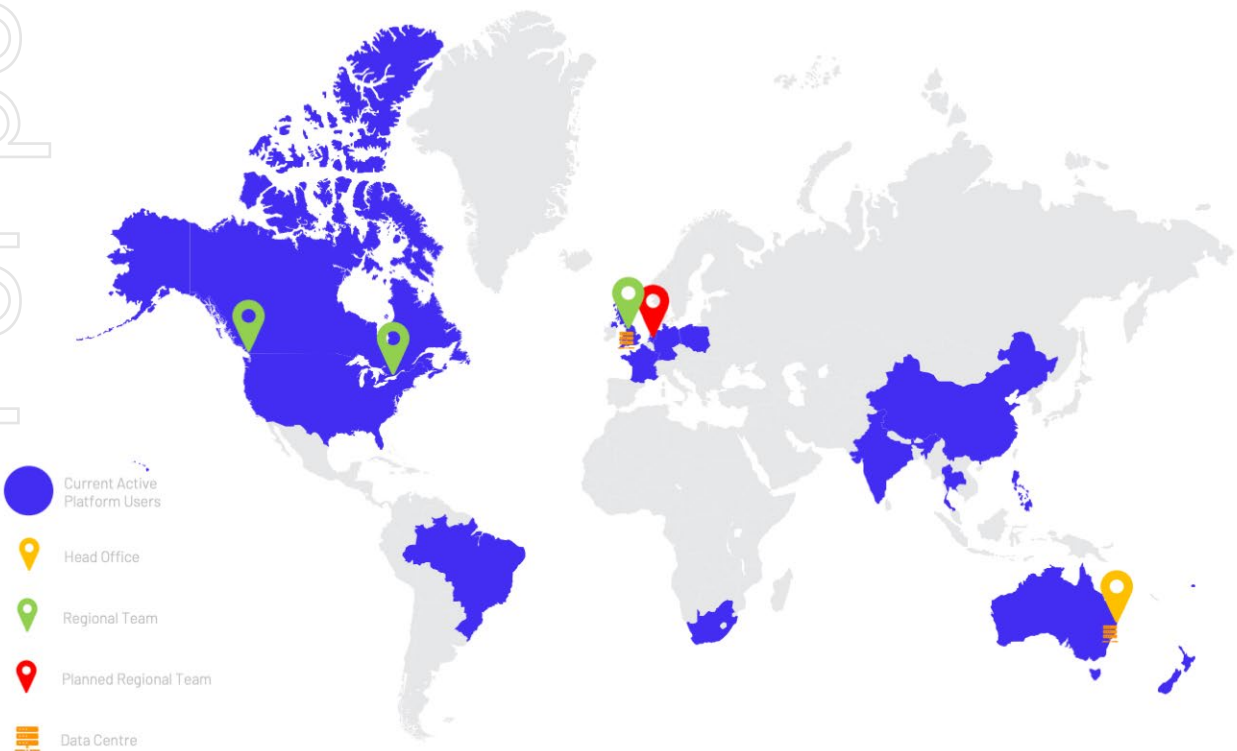 Current Active
Platform Users
Head Office
Regional Team
Planned Regional Team
Data Centre